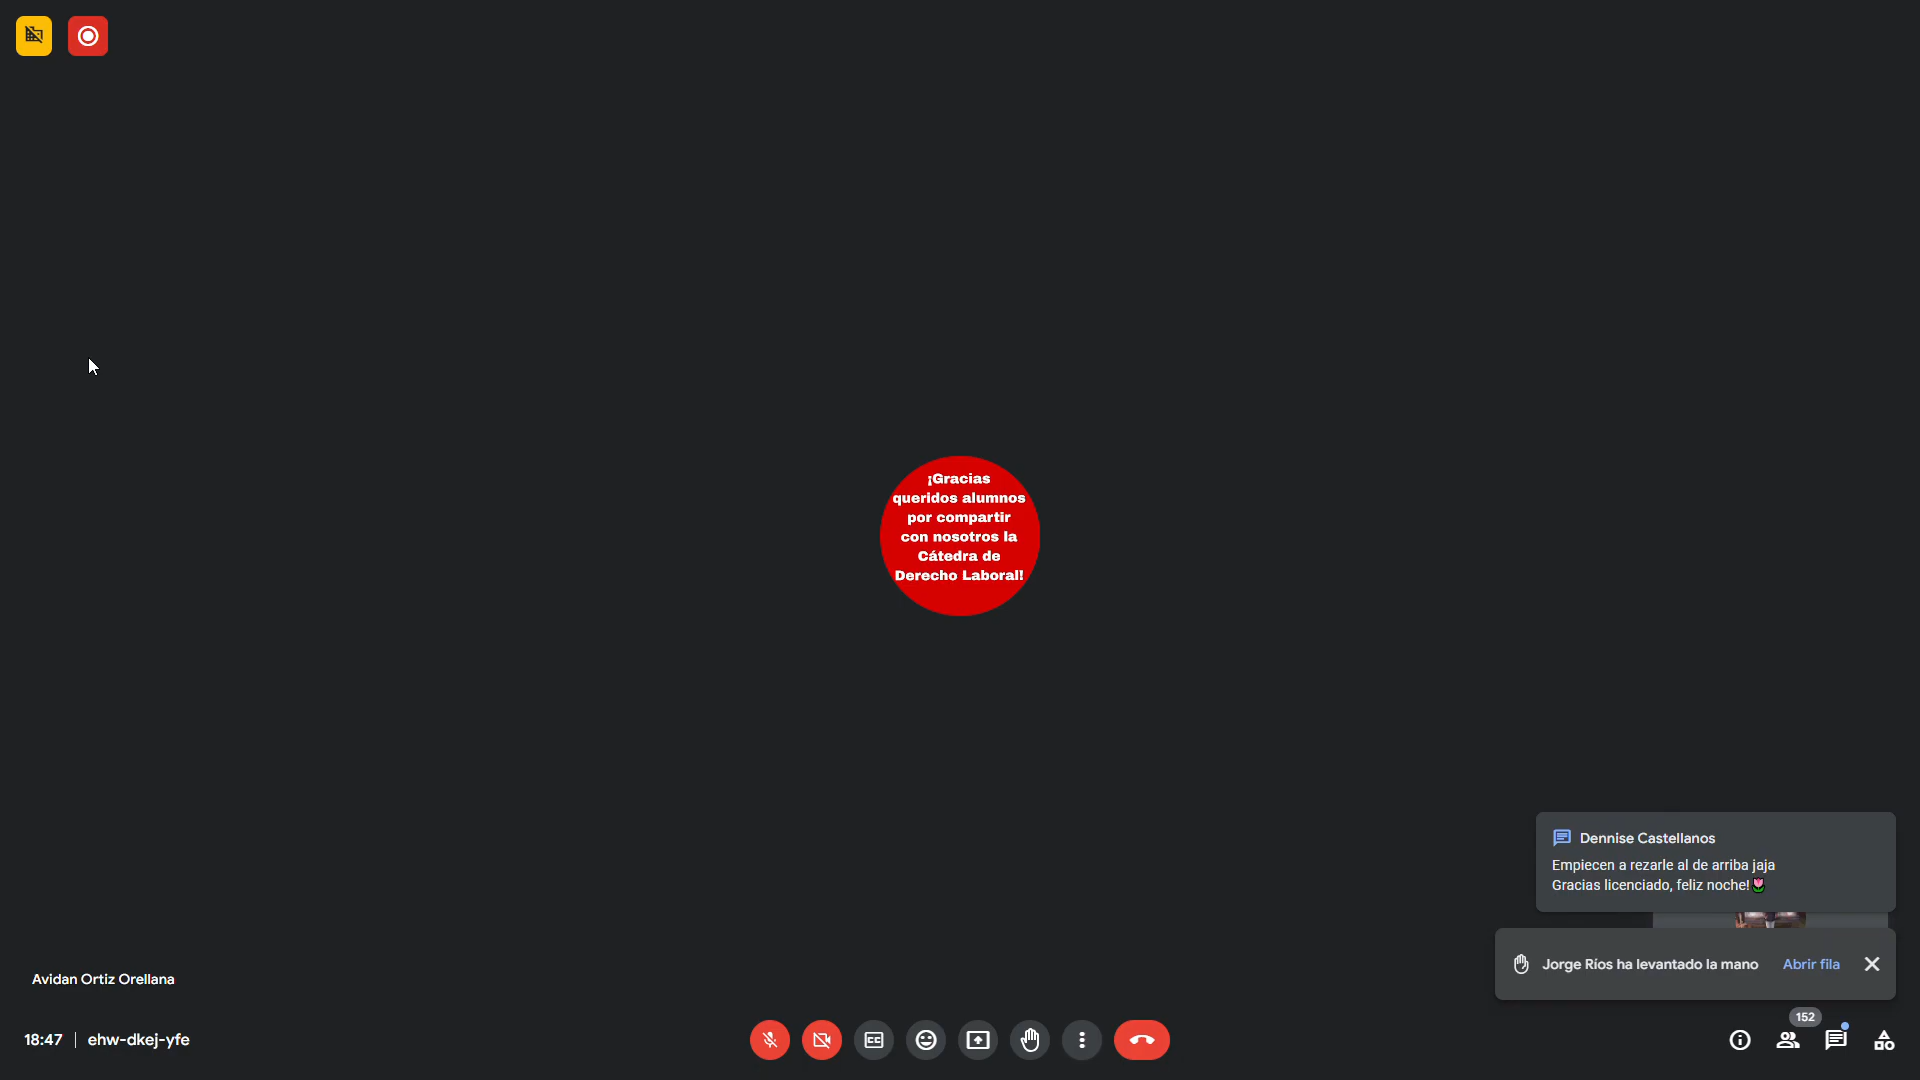 ¡Gracias
queridos alumnos
por compartir
con nosotros la
Cátedra de
Derecho Laboral!
Dennise Castellanos
Empiecen a rezarle al de arriba jaja
Gracias licenciado, feliz noche!🌷
Jorge Ríos ha levantado la mano Abrir fila
Avidan Ortiz Orellana
18:47 | ehw-dkej-yfe
CC
152